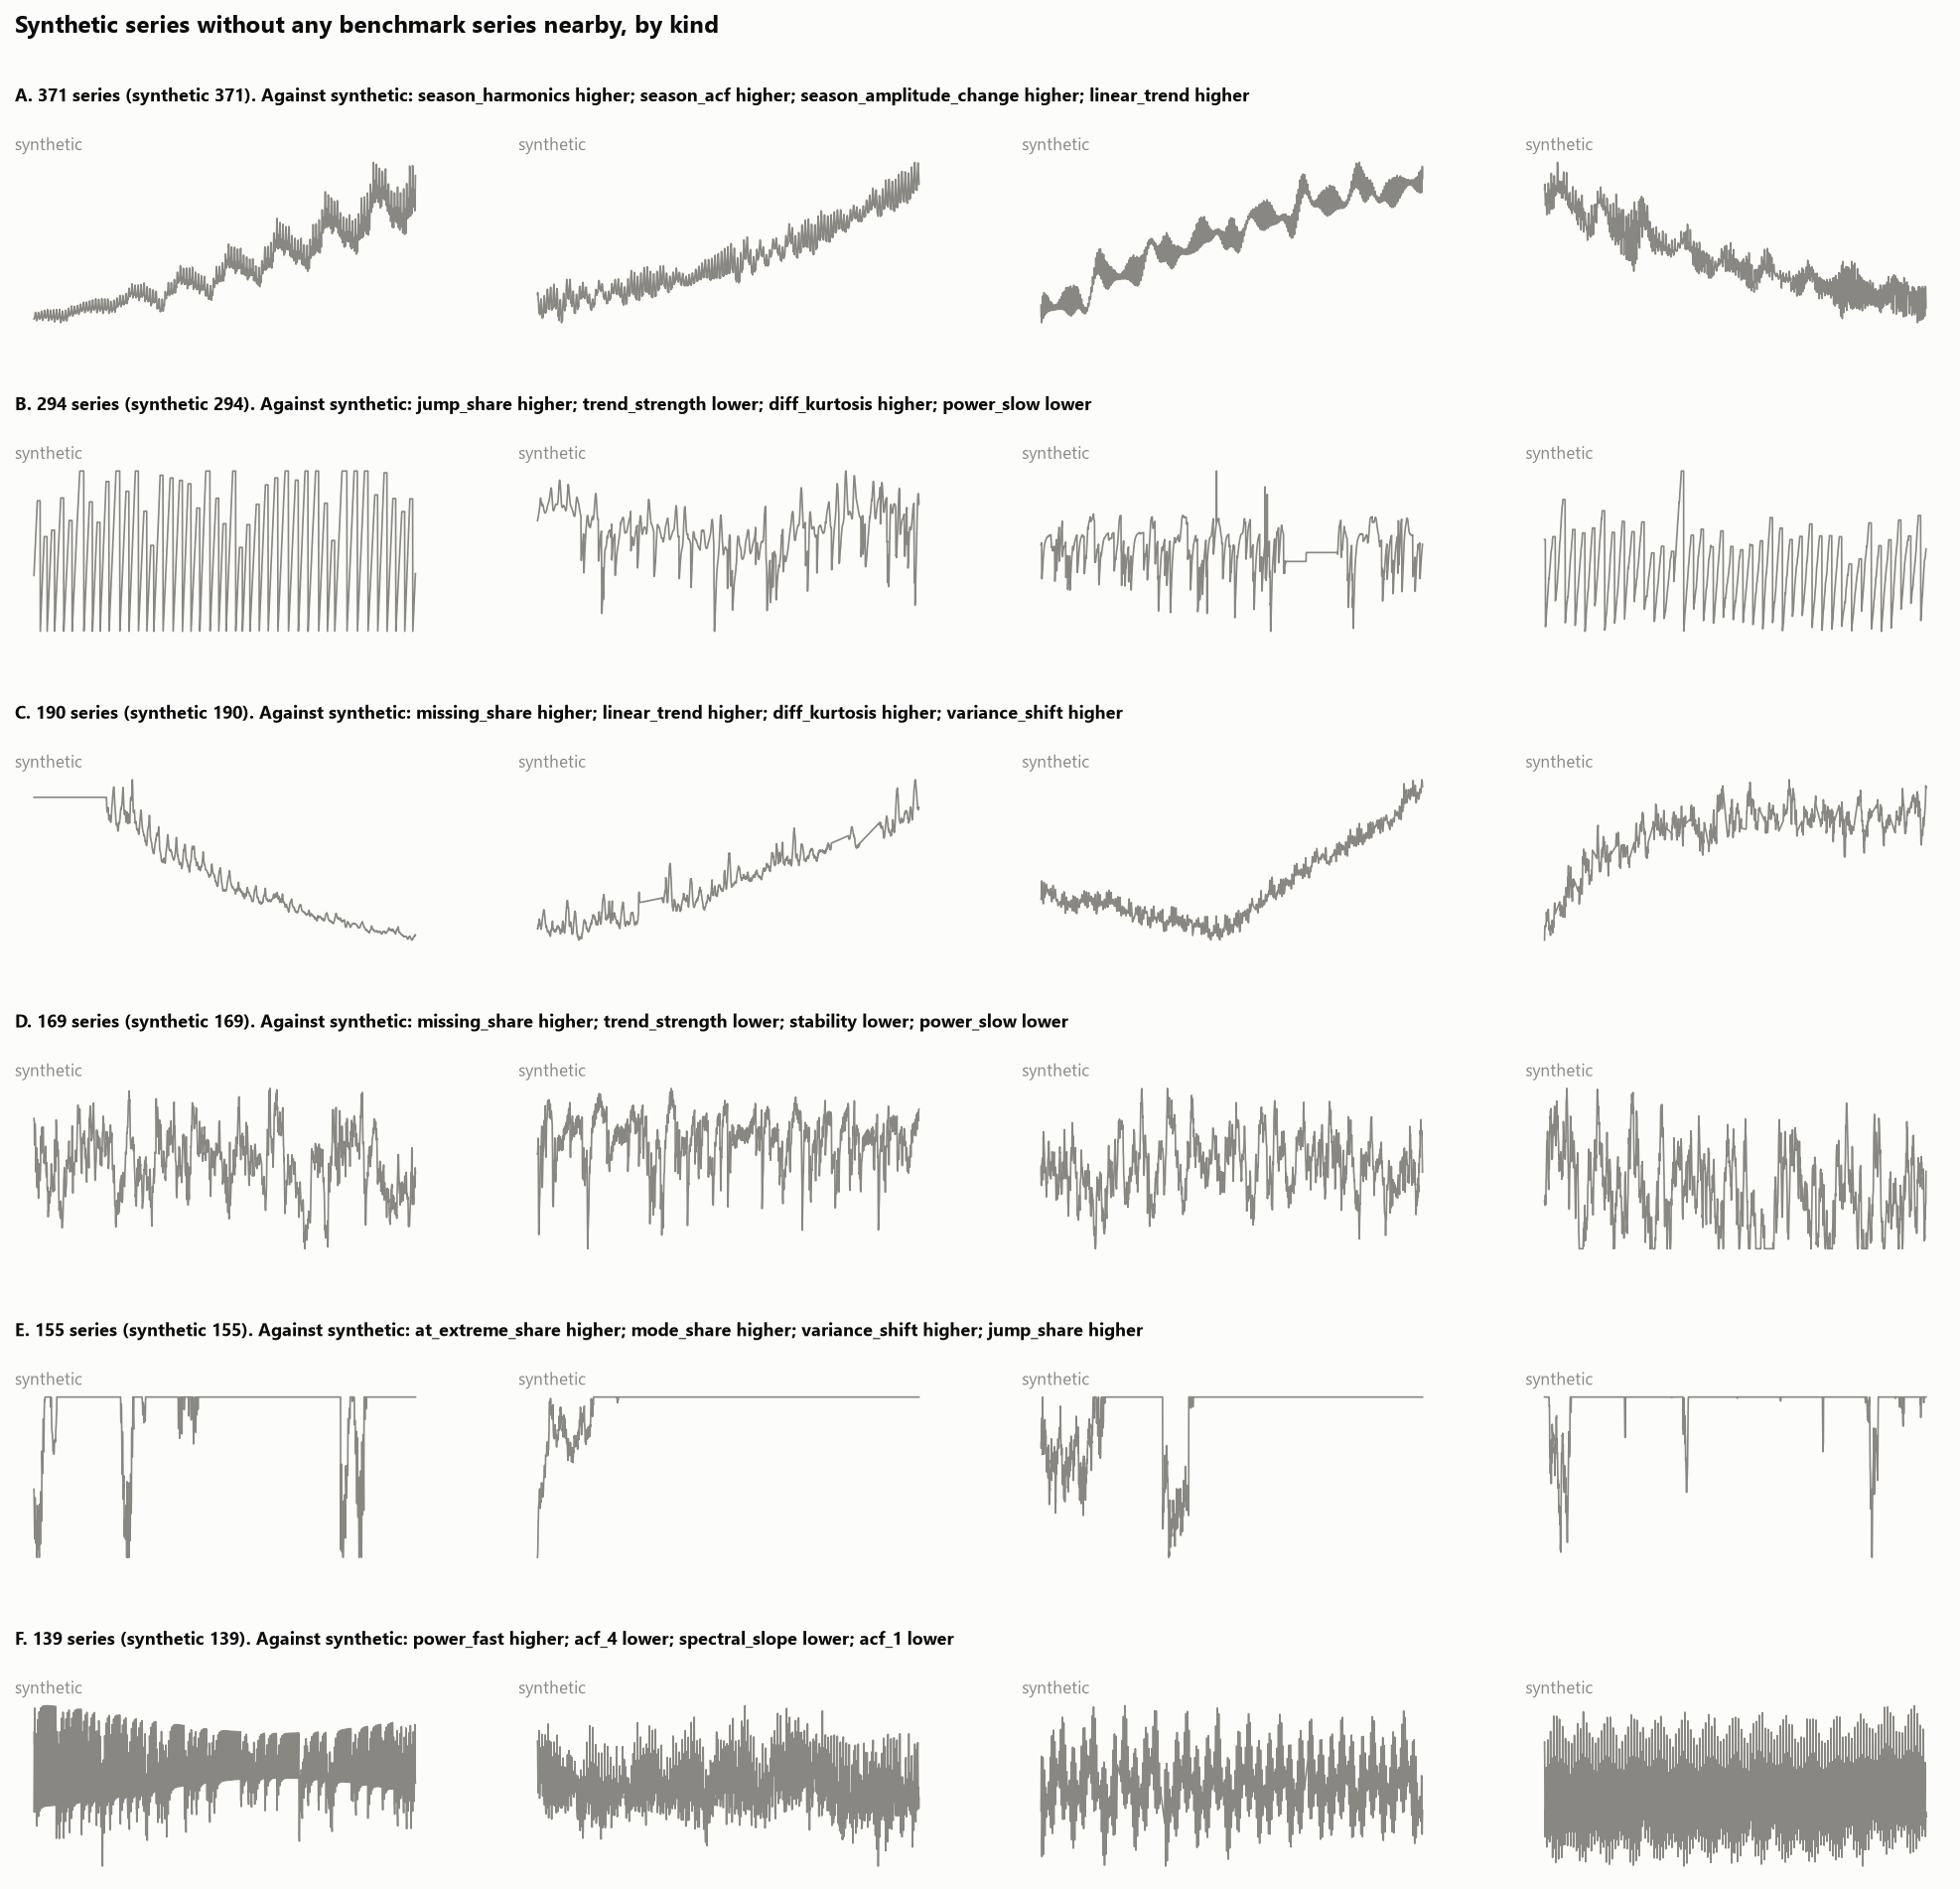 Synthetic series without any benchmark series nearby, by kind
A. 371 series (synthetic 371). Against synthetic: season_harmonics higher; season_acf higher; season_amplitude_change higher; linear_trend higher
synthetic synthetic synthetic synthetic
B. 294 series (synthetic 294). Against synthetic: jump_share higher; trend_strength lower; diff_kurtosis higher; power_slow lower
synthetic synthetic synthetic synthetic
C. 190 series (synthetic 190). Against synthetic: missing_share higher; linear_trend higher; diff_kurtosis higher; variance_shift higher
synthetic synthetic synthetic synthetic
D. 169 series (synthetic 169). Against synthetic: missing_share higher; trend_strength lower; stability lower; power_slow lower
synthetic synthetic synthetic synthetic
E. 155 series (synthetic 155). Against synthetic: at_extreme_share higher; mode_share higher; variance_shift higher; jump_share higher
synthetic synthetic synthetic synthetic
F. 139 series (synthetic 139). Against synthetic: power_fast higher; acf_4 lower; spectral_slope lower; acf_1 lower
synthetic synthetic synthetic synthetic